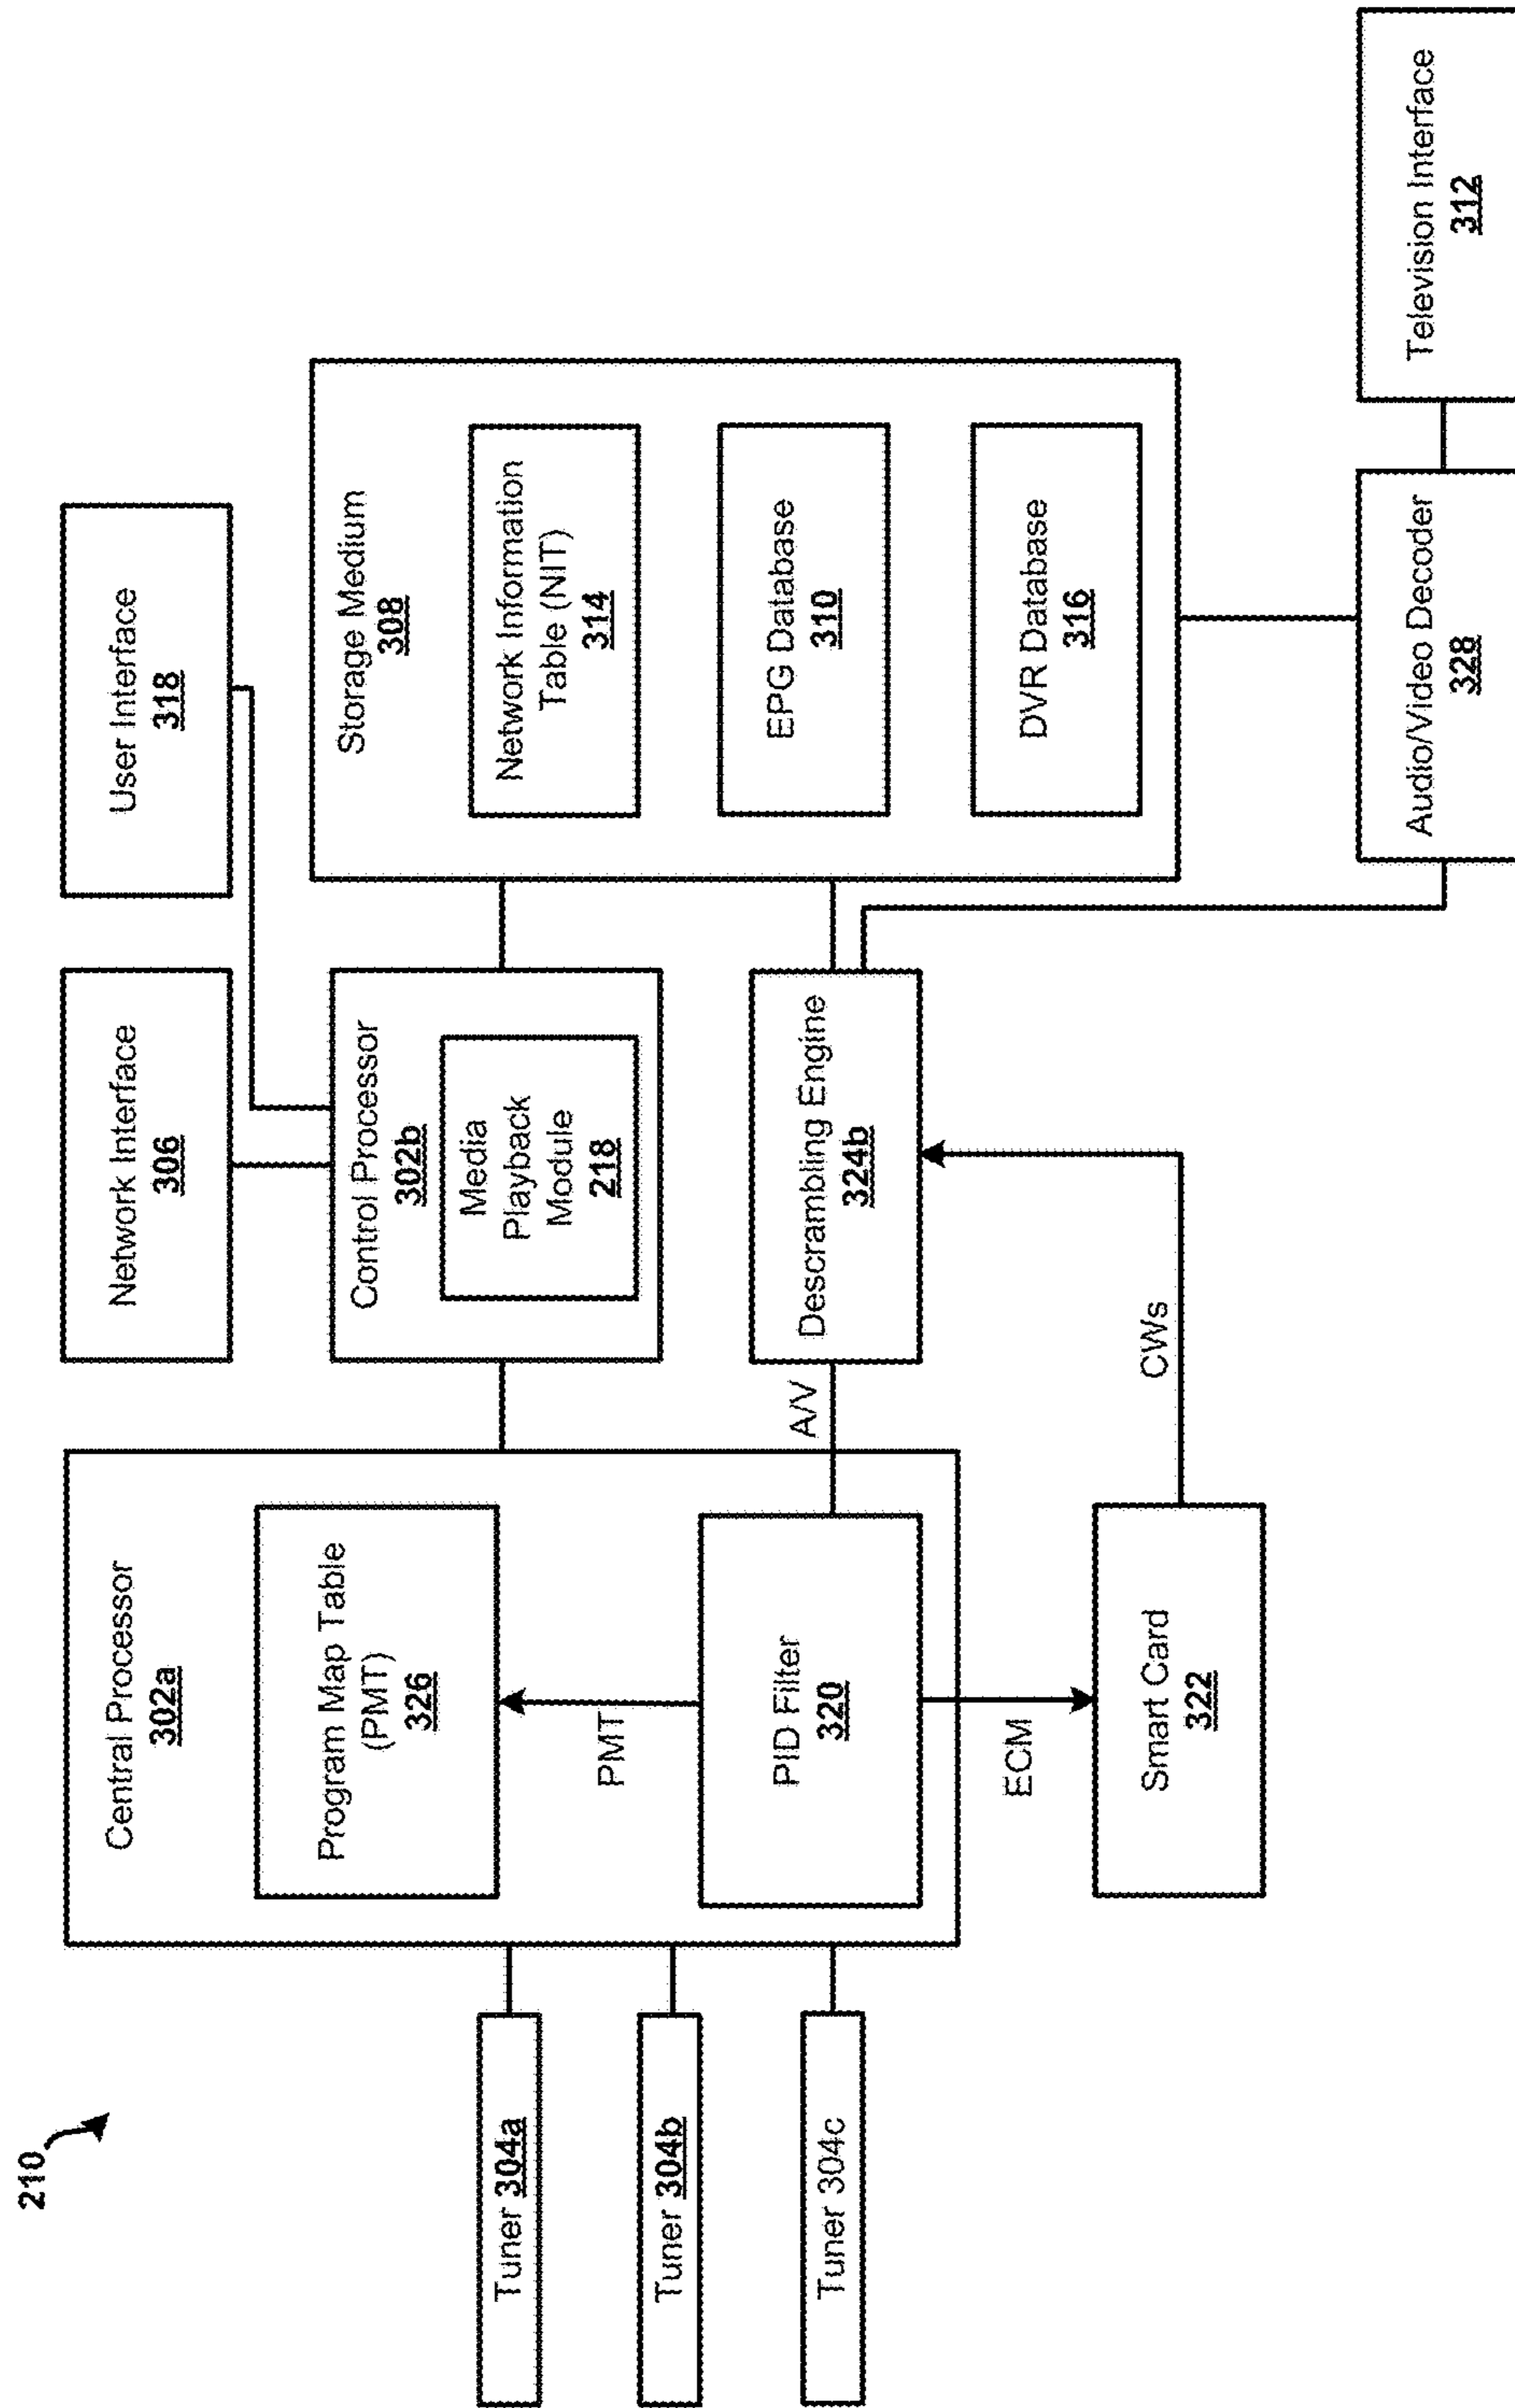 210
Tuner 304a
Tuner 304b
Tuner 304c
Central Processor
302a
Program Map Table
(PMT)
326
PMT
PID Filter
320
ECM
Smart Card
322
A/V
CWs
Network Interface
306
Control Processor
302b
Media
Playback
Module
218
Descrambling Engine
324b
User Interface
318
Storage Medium
308
Network Information
Table (NIT)
314
EPG Database
310
DVR Database
316
Audio/Video Decoder
328
Television Interface
312